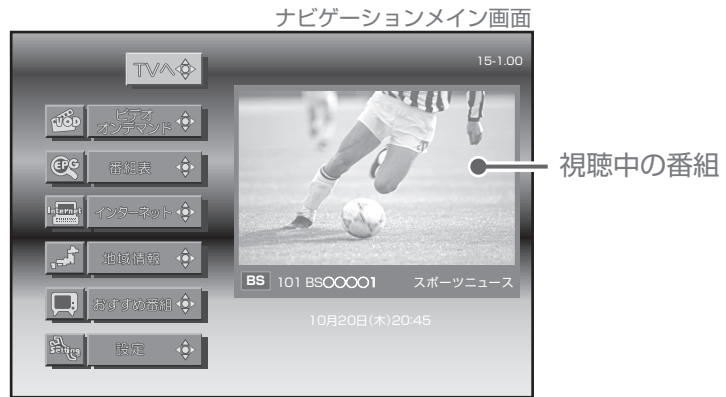 ナビゲーションメイン画面
15-1.00
TVへ
VOD
ビデオ
オンデマンド
EPG
番組表
Internet
インターネット
地域情報
おすすめ番組
Setting
設定
視聴中の番組
BS 101 BS○○○○1 スポーツニュース
10月20日(木)20:45